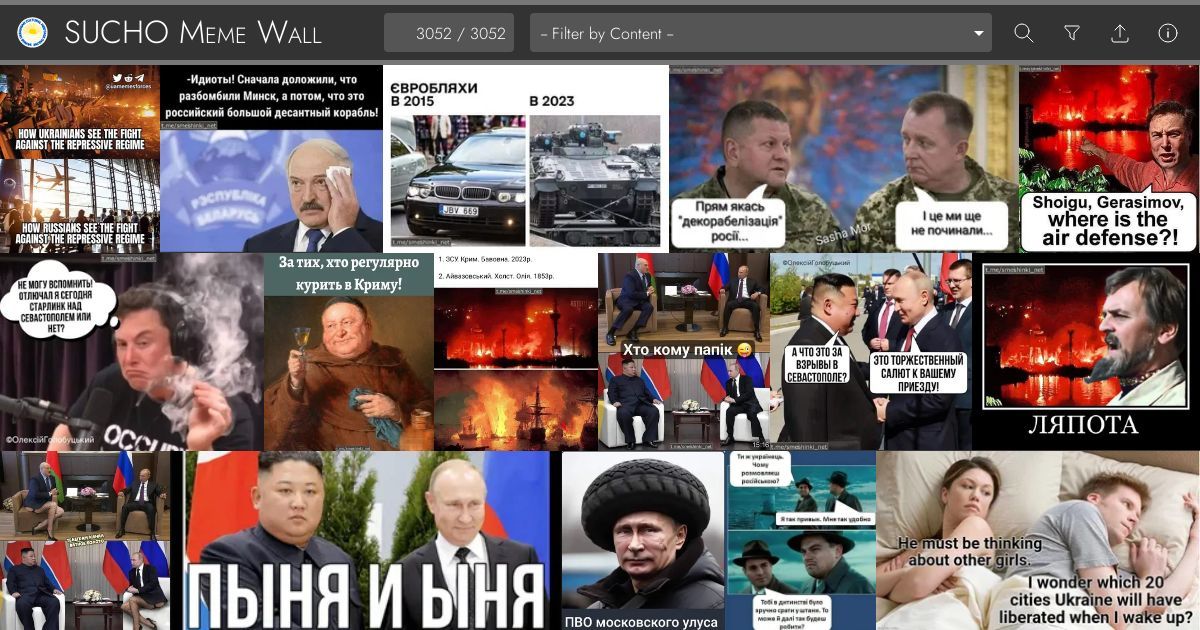 SUCHO Meme Wall
3052 / 3052
– Filter by Content –
@uamemesforces
HOW UKRAINIANS SEE THE FIGHT
AGAINST THE REPRESSIVE REGIME
HOW RUSSIANS SEE THE FIGHT
AGAINST THE REPRESSIVE REGIME
-Идиоты! Сначала доложили, что
разбомбили Минск, а потом, что это
российский большой десантный корабль!
t.me/smeshinki_net
РЭСПУБЛІКА
БЕЛАРУСЬ
ЄВРОБЛЯХИ
В 2015
В 2023
JBV 669
t.me/smeshinki_net
t.me/smeshinki_net
Прям якась
"декорабелізація"
росії...
І це ми ще
не починали...
Sasha Mor
t.me/smeshinki_net
Shoigu, Gerasimov,
where is the
air defense?!
t.me/smeshinki_net
НЕ МОГУ ВСПОМНИТЬ!
ОТЛЮЧАЛ Я СЕГОДНЯ
СТАРЛИНК НАД
СЕВАСТОПОЛЕМ ИЛИ
НЕТ?
©ОлексійГолобуцький
OCCUP
За тих, хто регулярно
курить в Криму!
1. ЗСУ. Крим. Бавовна. 2023р.
2. Айвазовський. Холст. Олія. 1853р.
t.me/smeshinki_net
Хто кому папік
t.me/smeshinki_net
15:16
©ОлексійГолобуцький
А ЧТО ЭТО ЗА
ВЗРЫВЫ В
СЕВАСТОПОЛЕ?
ЭТО ТОРЖЕСТВЕННЫЙ
САЛЮТ К ВАШЕМУ
ПРИЕЗДУ!
t.me/smeshinki_net
t.me/smeshinki_net
ЛЯПОТА
ПЫНЯ И ЫНЯ
ПВО московского улуса
Ти ж українець.
Чому
розмовляєш
російською?
Я так привык. Мне так удобно
Тобі в дитинстві було
зручно срати у штани. То
може й далі так будеш
робити?
He must be thinking
about other girls.
I wonder which 20
cities Ukraine will have
liberated when I wake up?